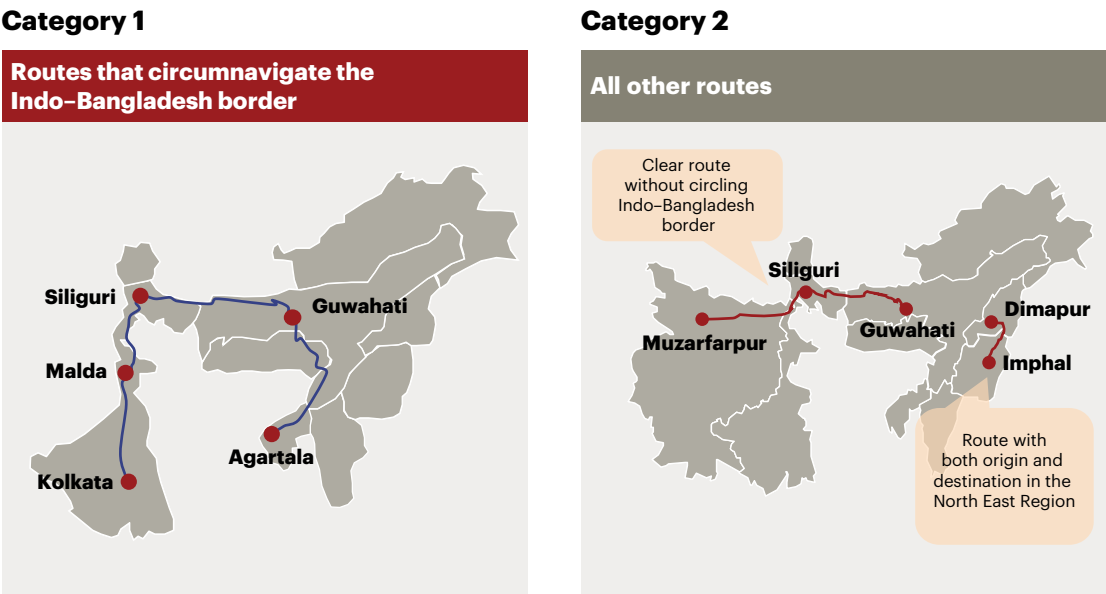 Category 1
Routes that circumnavigate the
Indo–Bangladesh border
Siliguri
Guwahati
Malda
Agartala
Kolkata
Category 2
All other routes
Clear route
without circling
Indo–Bangladesh
border
Siliguri
Dimapur
Guwahati
Muzarfarpur
Imphal
Route with
both origin and
destination in the
North East Region